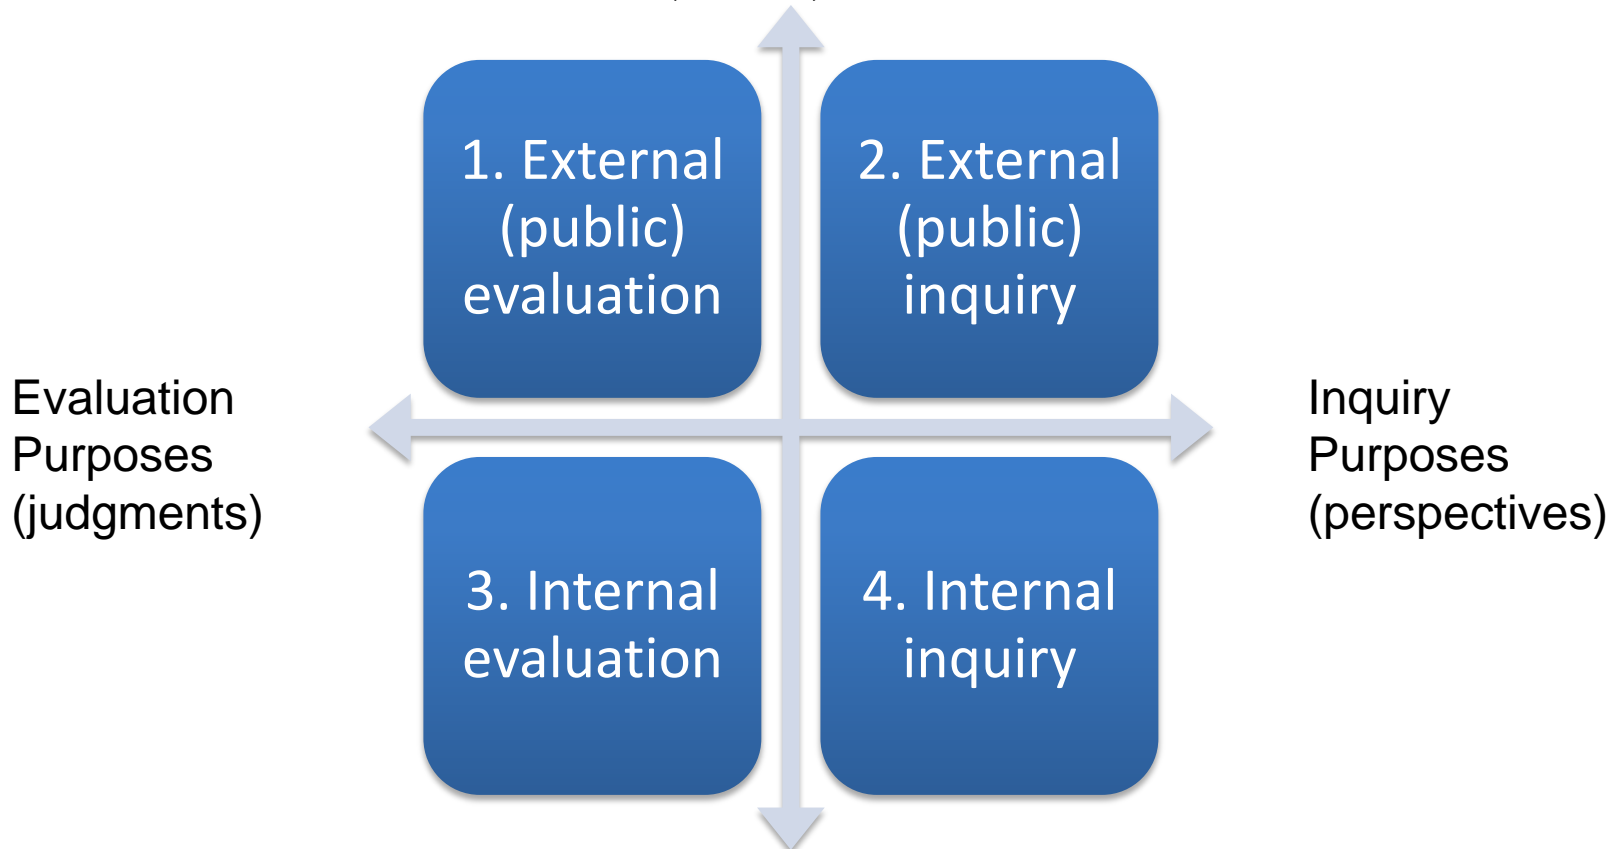 1. External
(public)
evaluation
2. External
(public)
inquiry
Evaluation
Purposes
(judgments)
Inquiry
Purposes
(perspectives)
3. Internal
evaluation
4. Internal
inquiry